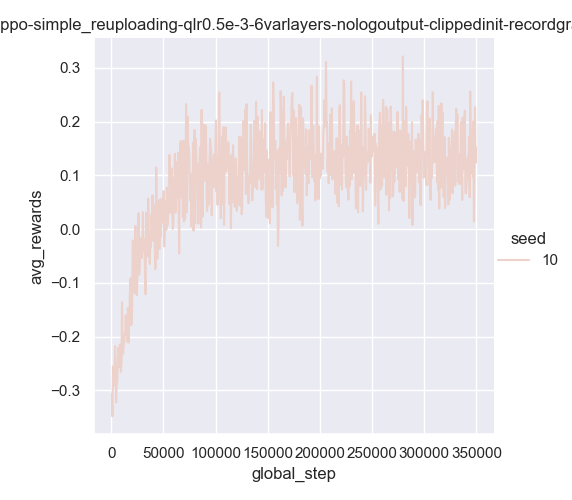 ppo-simple_reuploading-qlr0.5e-3-6varlayers-nologoutput-clippedinit-recordgra
0.3
0.2
0.1
0.0
−0.1
−0.2
−0.3
avg_rewards
0 50000 100000 150000 200000 250000 300000 350000
global_step
seed
10